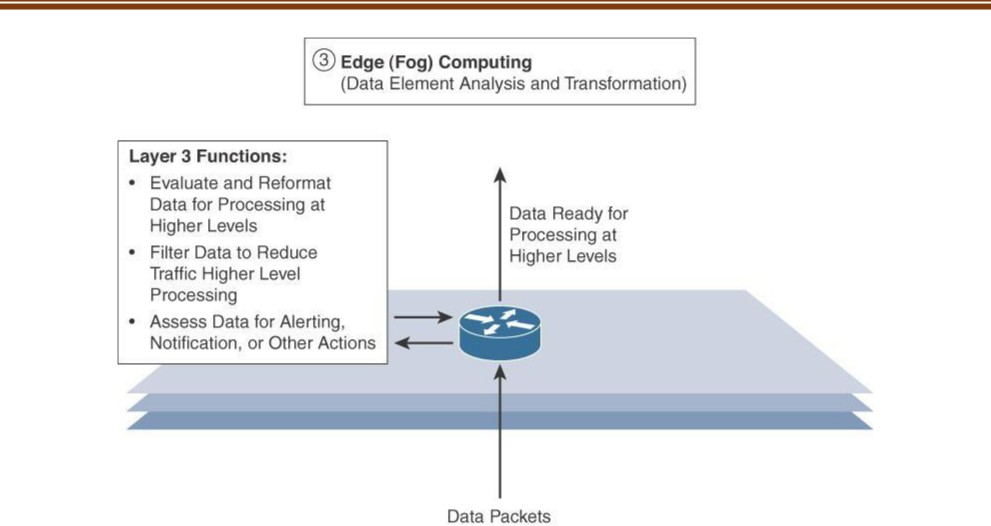 ③ Edge (Fog) Computing
(Data Element Analysis and Transformation)
Layer 3 Functions:
• Evaluate and Reformat
Data for Processing at
Higher Levels
• Filter Data to Reduce
Traffic Higher Level
Processing
• Assess Data for Alerting,
Notification, or Other Actions
Data Ready for
Processing at
Higher Levels
Data Packets